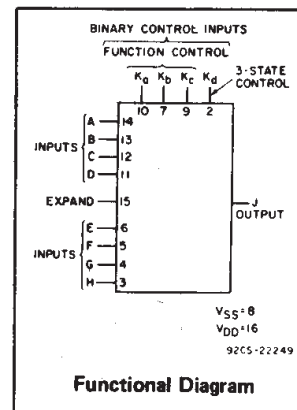 BINARY CONTROL INPUTS
FUNCTION CONTROL
Ka Kb Kc Kd
3-STATE
CONTROL
10 7 9 2
INPUTS
A 14
B 13
C 12
D 11
EXPAND 15
J
OUTPUT
INPUTS
E 6
F 5
G 4
H 3
VSS=8
VDD=16
92CS-22249
Functional Diagram